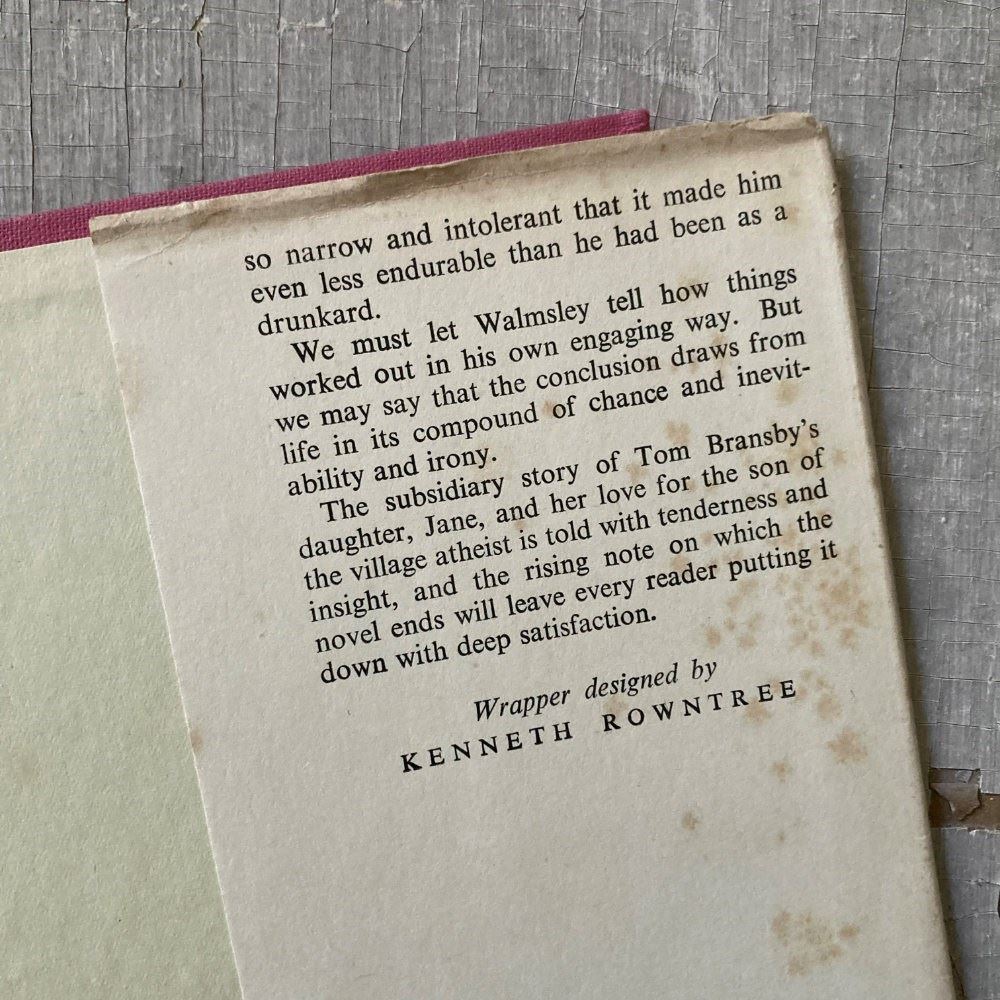 so narrow and intolerant that it made him
even less endurable than he had been as a
drunkard.
We must let Walmsley tell how things
worked out in his own engaging way. But
we may say that the conclusion draws from
life in its compound of chance and inevit-
ability and irony.
The subsidiary story of Tom Bransby's
daughter, Jane, and her love for the son of
the village atheist is told with tenderness and
insight, and the rising note on which the
novel ends will leave every reader putting it
down with deep satisfaction.
Wrapper designed by
KENNETH ROWNTREE